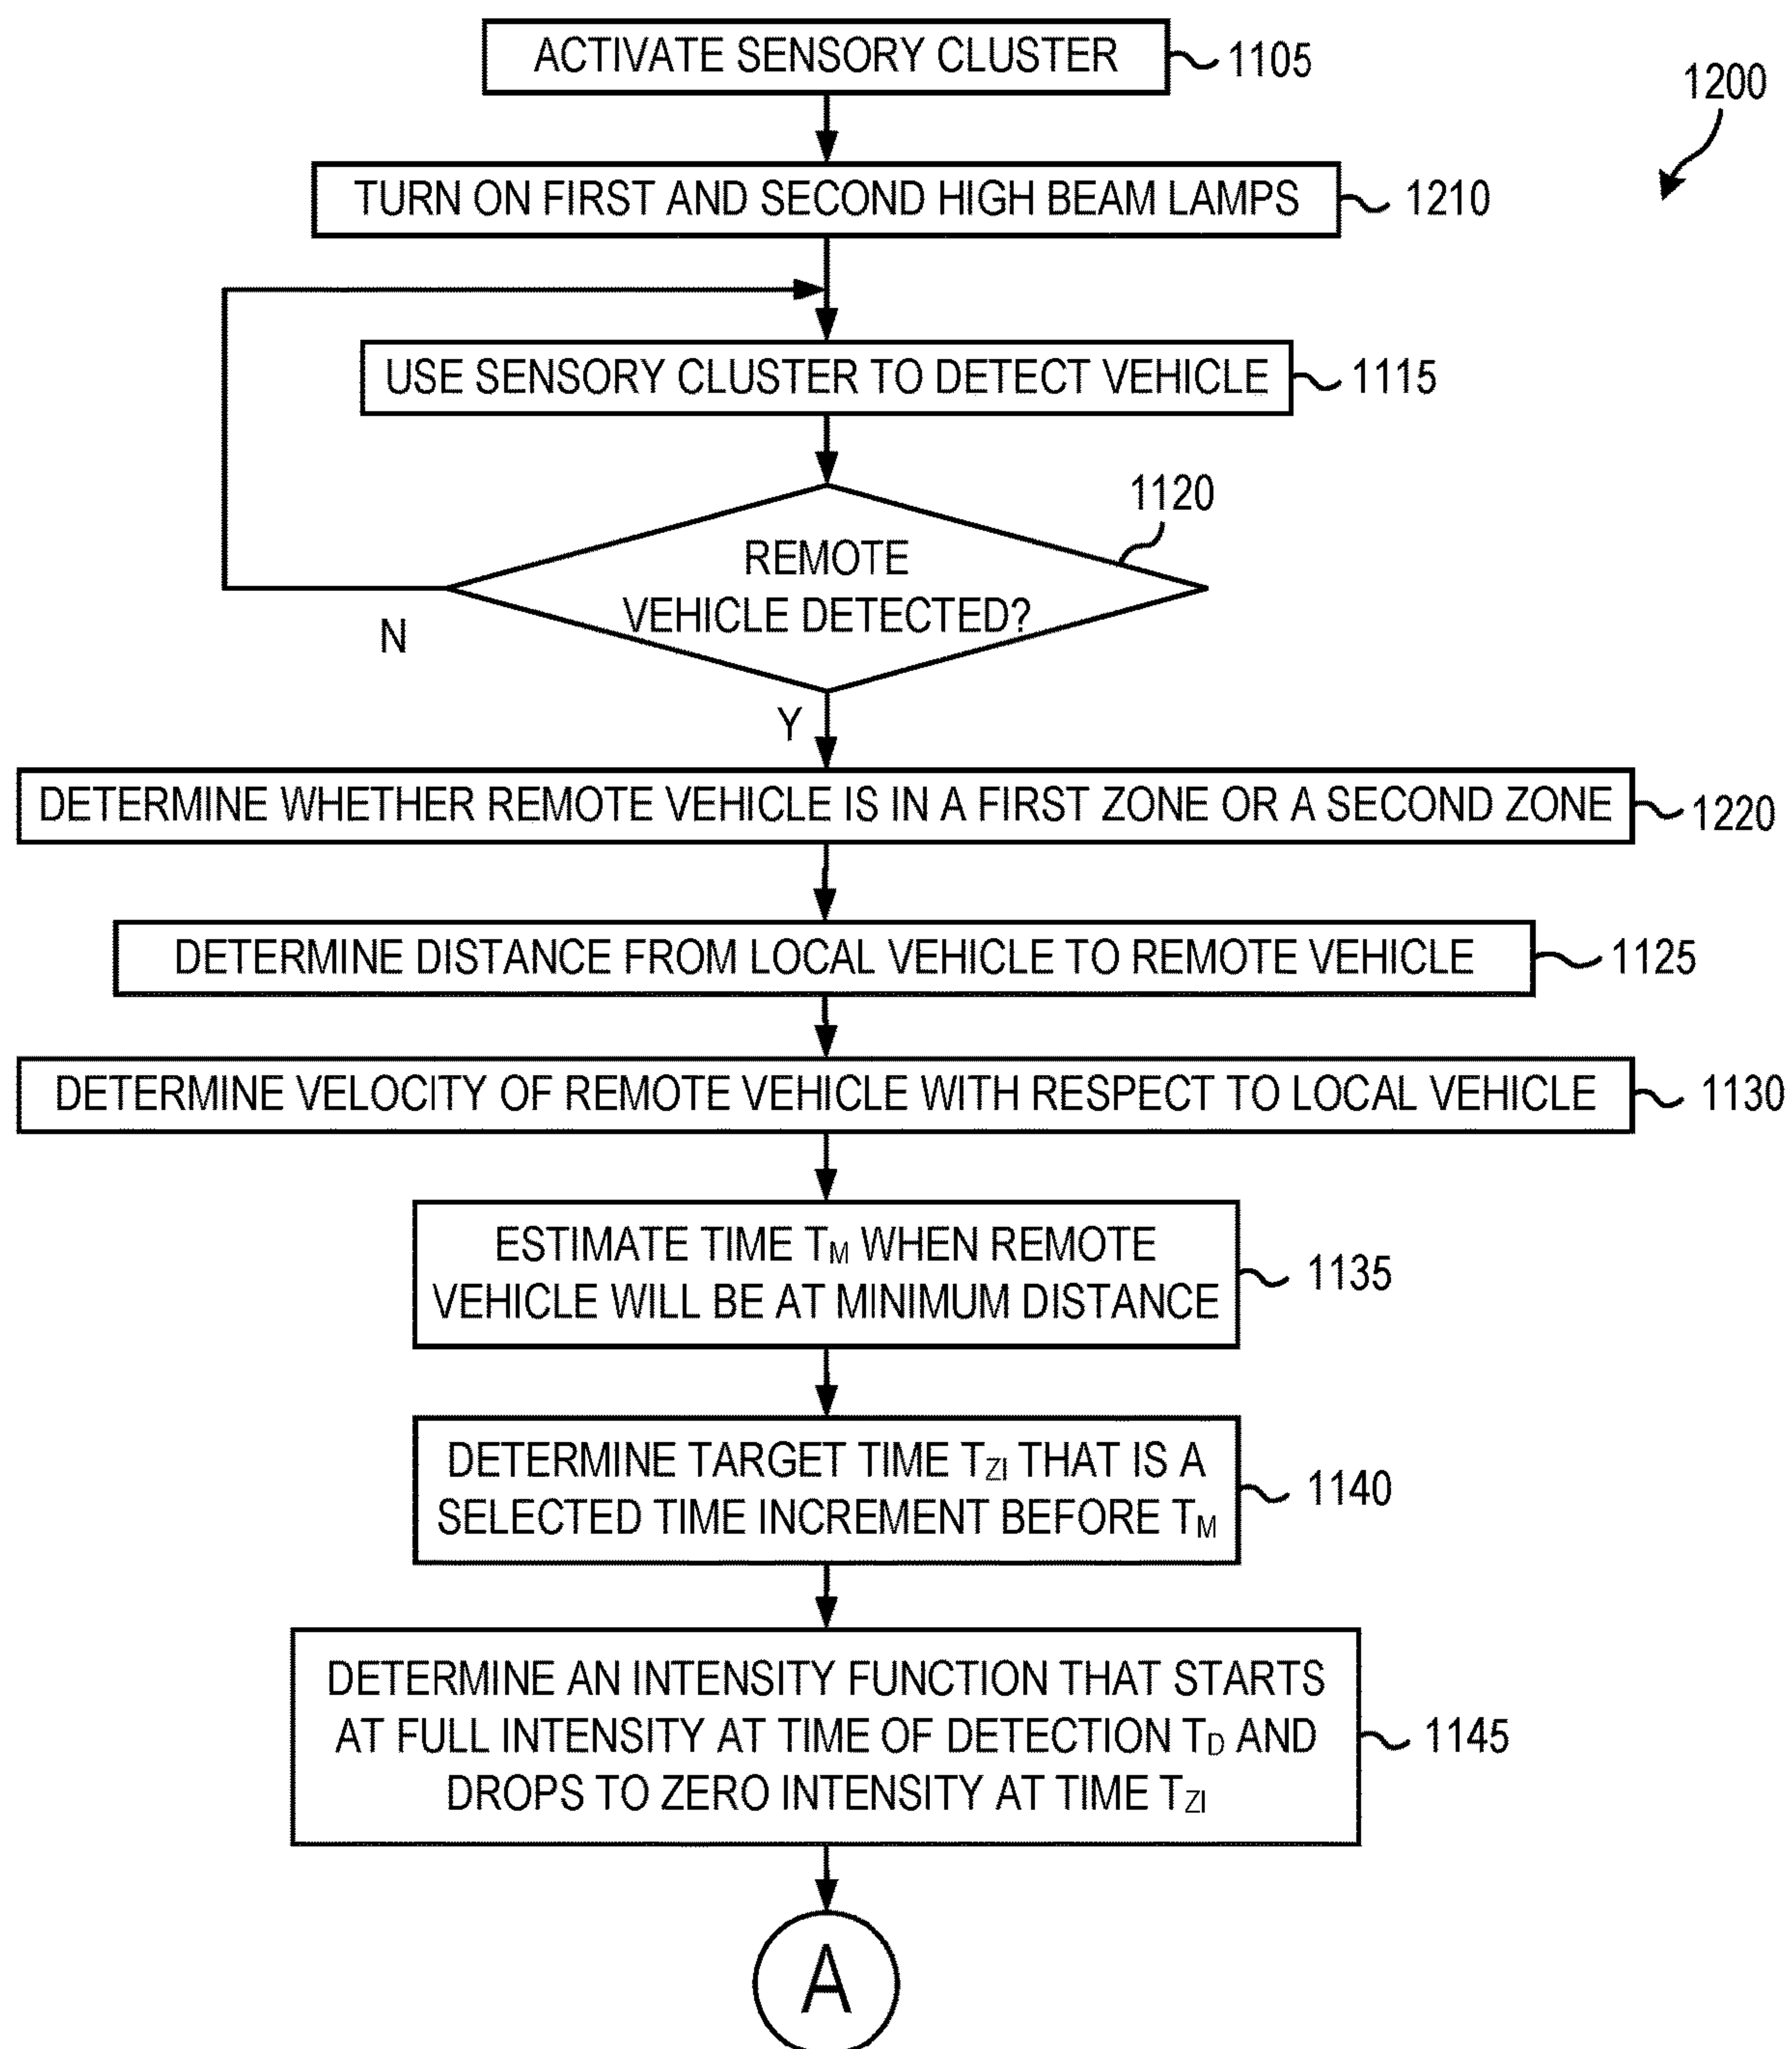 ACTIVATE SENSORY CLUSTER
1105
1200
TURN ON FIRST AND SECOND HIGH BEAM LAMPS
1210
USE SENSORY CLUSTER TO DETECT VEHICLE
1115
1120
REMOTE
VEHICLE DETECTED?
N
Y
DETERMINE WHETHER REMOTE VEHICLE IS IN A FIRST ZONE OR A SECOND ZONE
1220
DETERMINE DISTANCE FROM LOCAL VEHICLE TO REMOTE VEHICLE
1125
DETERMINE VELOCITY OF REMOTE VEHICLE WITH RESPECT TO LOCAL VEHICLE
1130
ESTIMATE TIME TM WHEN REMOTE
VEHICLE WILL BE AT MINIMUM DISTANCE
1135
DETERMINE TARGET TIME TZI THAT IS A
SELECTED TIME INCREMENT BEFORE TM
1140
DETERMINE AN INTENSITY FUNCTION THAT STARTS
AT FULL INTENSITY AT TIME OF DETECTION TD AND
DROPS TO ZERO INTENSITY AT TIME TZI
1145
A